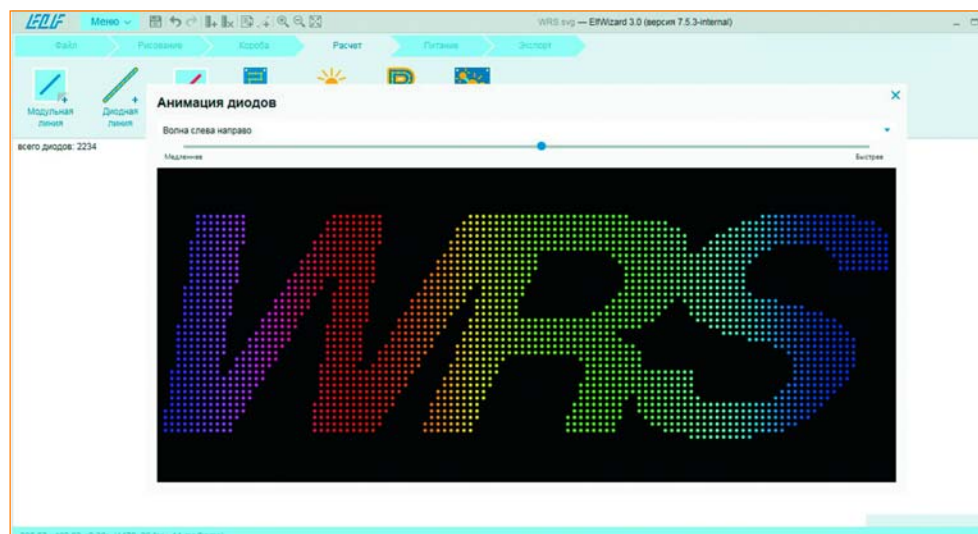 LEDELF Меню WRS.svg — ElfWizard 3.0 (версия 7.5.3-internal)
Файл Рисование Короба Расчет Питание Экспорт
Модульная линия
Диодная линия
всего диодов: 2234
Анимация диодов
Волна слева направо
Медленнее Быстрее
WRS